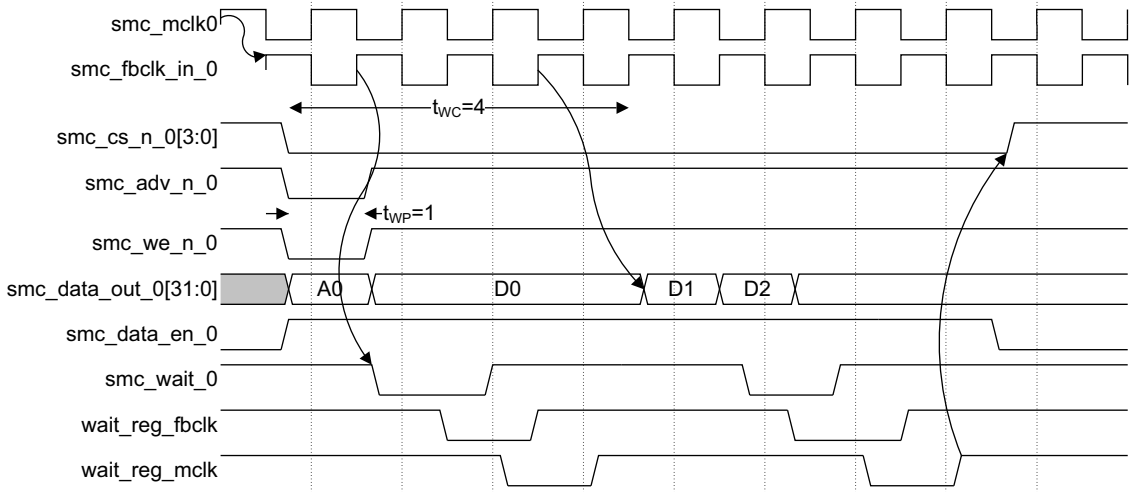 smc_mclk0
smc_fbclk_in_0
tWC=4
smc_cs_n_0[3:0]
smc_adv_n_0
tWP=1
smc_we_n_0
smc_data_out_0[31:0] A0 D0 D1 D2
smc_data_en_0
smc_wait_0
wait_reg_fbclk
wait_reg_mclk